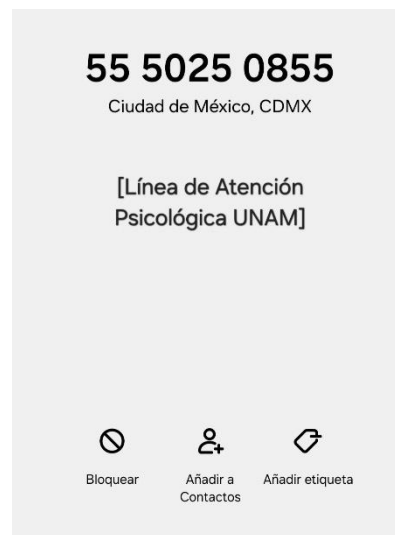 55 5025 0855
Ciudad de México, CDMX
[Línea de Atención
Psicológica UNAM]
Bloquear
Añadir a
Contactos
Añadir etiqueta